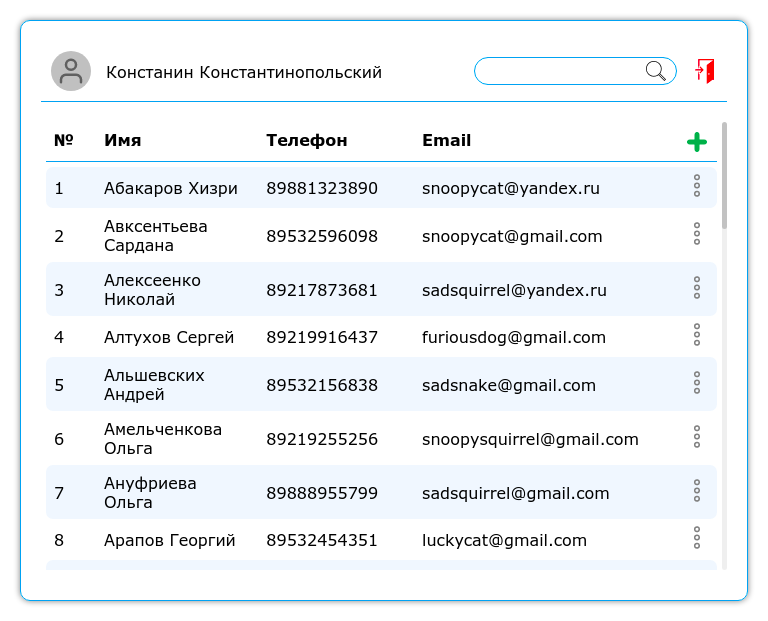 Константин Константинопольский
№ Имя Телефон Email
1 Абакаров Хизри 89881323890 snoopycat@yandex.ru
Авксентьева
2 89532596098 snoopycat@gmail.com
Сардана
Алексеенко
3 89217873681 sadsquirrel@yandex.ru
Николай
4 Алтухов Сергей 89219916437 furiousdog@gmail.com
Альшевских
5 89532156838 sadsnake@gmail.com
Андрей
Амельченкова
6 89219255256 snoopysquirrel@gmail.com
Ольга
Ануфриева
7 89888955799 sadsquirrel@gmail.com
Ольга
8 Арапов Георгий 89532454351 luckycat@gmail.com